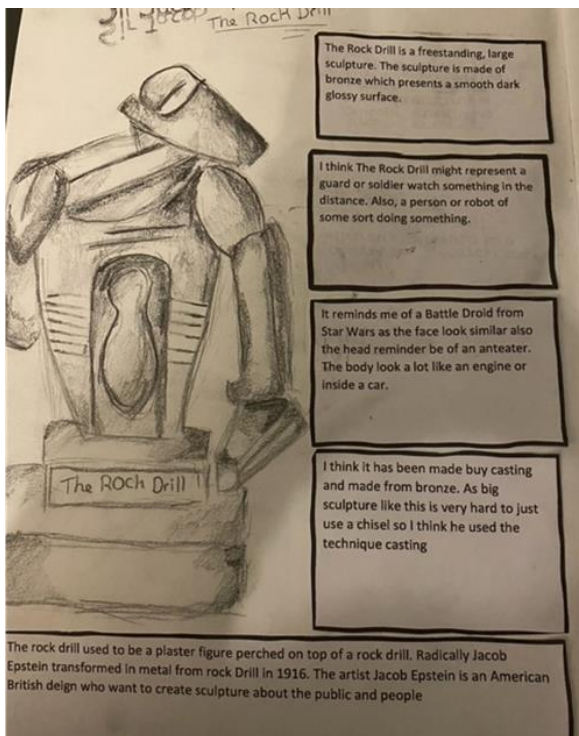 The Rock Drill
The Rock Drill is a freestanding, large
sculpture. The sculpture is made of
bronze which presents a smooth dark
glossy surface.
I think The Rock Drill might represent a
guard or soldier watch something in the
distance. Also, a person or robot of
some sort doing something.
It reminds me of a Battle Droid from
Star Wars as the face look similar also
the head reminder be of an anteater.
The body look a lot like an engine or
inside a car.
I think it has been made buy casting
and made from bronze. As big
sculpture like this is very hard to just
use a chisel so I think he used the
technique casting
The ROCH Drill
The rock drill used to be a plaster figure perched on top of a rock drill. Radically Jacob
Epstein transformed in metal from rock Drill in 1916. The artist Jacob Epstein is an American
British deign who want to create sculpture about the public and people